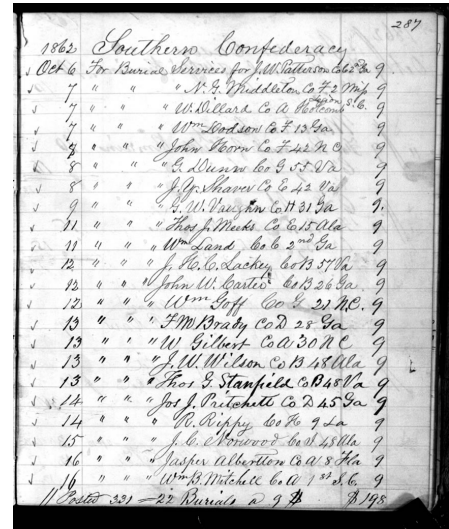 287
1862 Southern Confederacy
Oct 6 For Burial Services for J.W. Patterson Co 62d Ga 9
7 " " " N. G. Middleton Co F 2 Mip 9
7 " " " W. Dillard Co A Holcomb Legion S.C. 9
7 " " " Wm Dodson Co F 13 Ga 9
7 " " " John Horn Co F 42 N C 9
8 " " " G. Dunn Co G 55 Va 9
8 " " " J. Y. Shaver Co C 42 Va 9
9 " " " G. W. Vaughn Co H 31 Ga 9.
11 " " " Thos J. Meeks Co E 15 Ala 9
11 " " " Wm Land Co C 2nd Ga 9
12 " " " J. H. C. Lackey Co B 57 Va 9
12 " " " John W. Carter Co B 26 Ga 9
12 " " " Wm Goff Co G 21 N.C. 9
13 " " " F M Brady Co D 28 Ga 9
13 " " " W Gilbert Co A 30 N C 9
13 " " " J. W. Wilson Co B 48 Ala 9
13 " " " Thos G. Stanfield Co B 48 Va 9
14 " " " Jos J. Pritchett Co D 45 Ga 9
14 " " " R. Rippy Co H 9 La 9
15 " " " J. C. Norwood Co I 48 Ala 9
16 " " " Jasper Albertton Co A 8 Fla 9
16 " " " Wm B. Mitchell Co A 1st S.C. 9
Posted 331 — 22 Burials a 9 $ $198